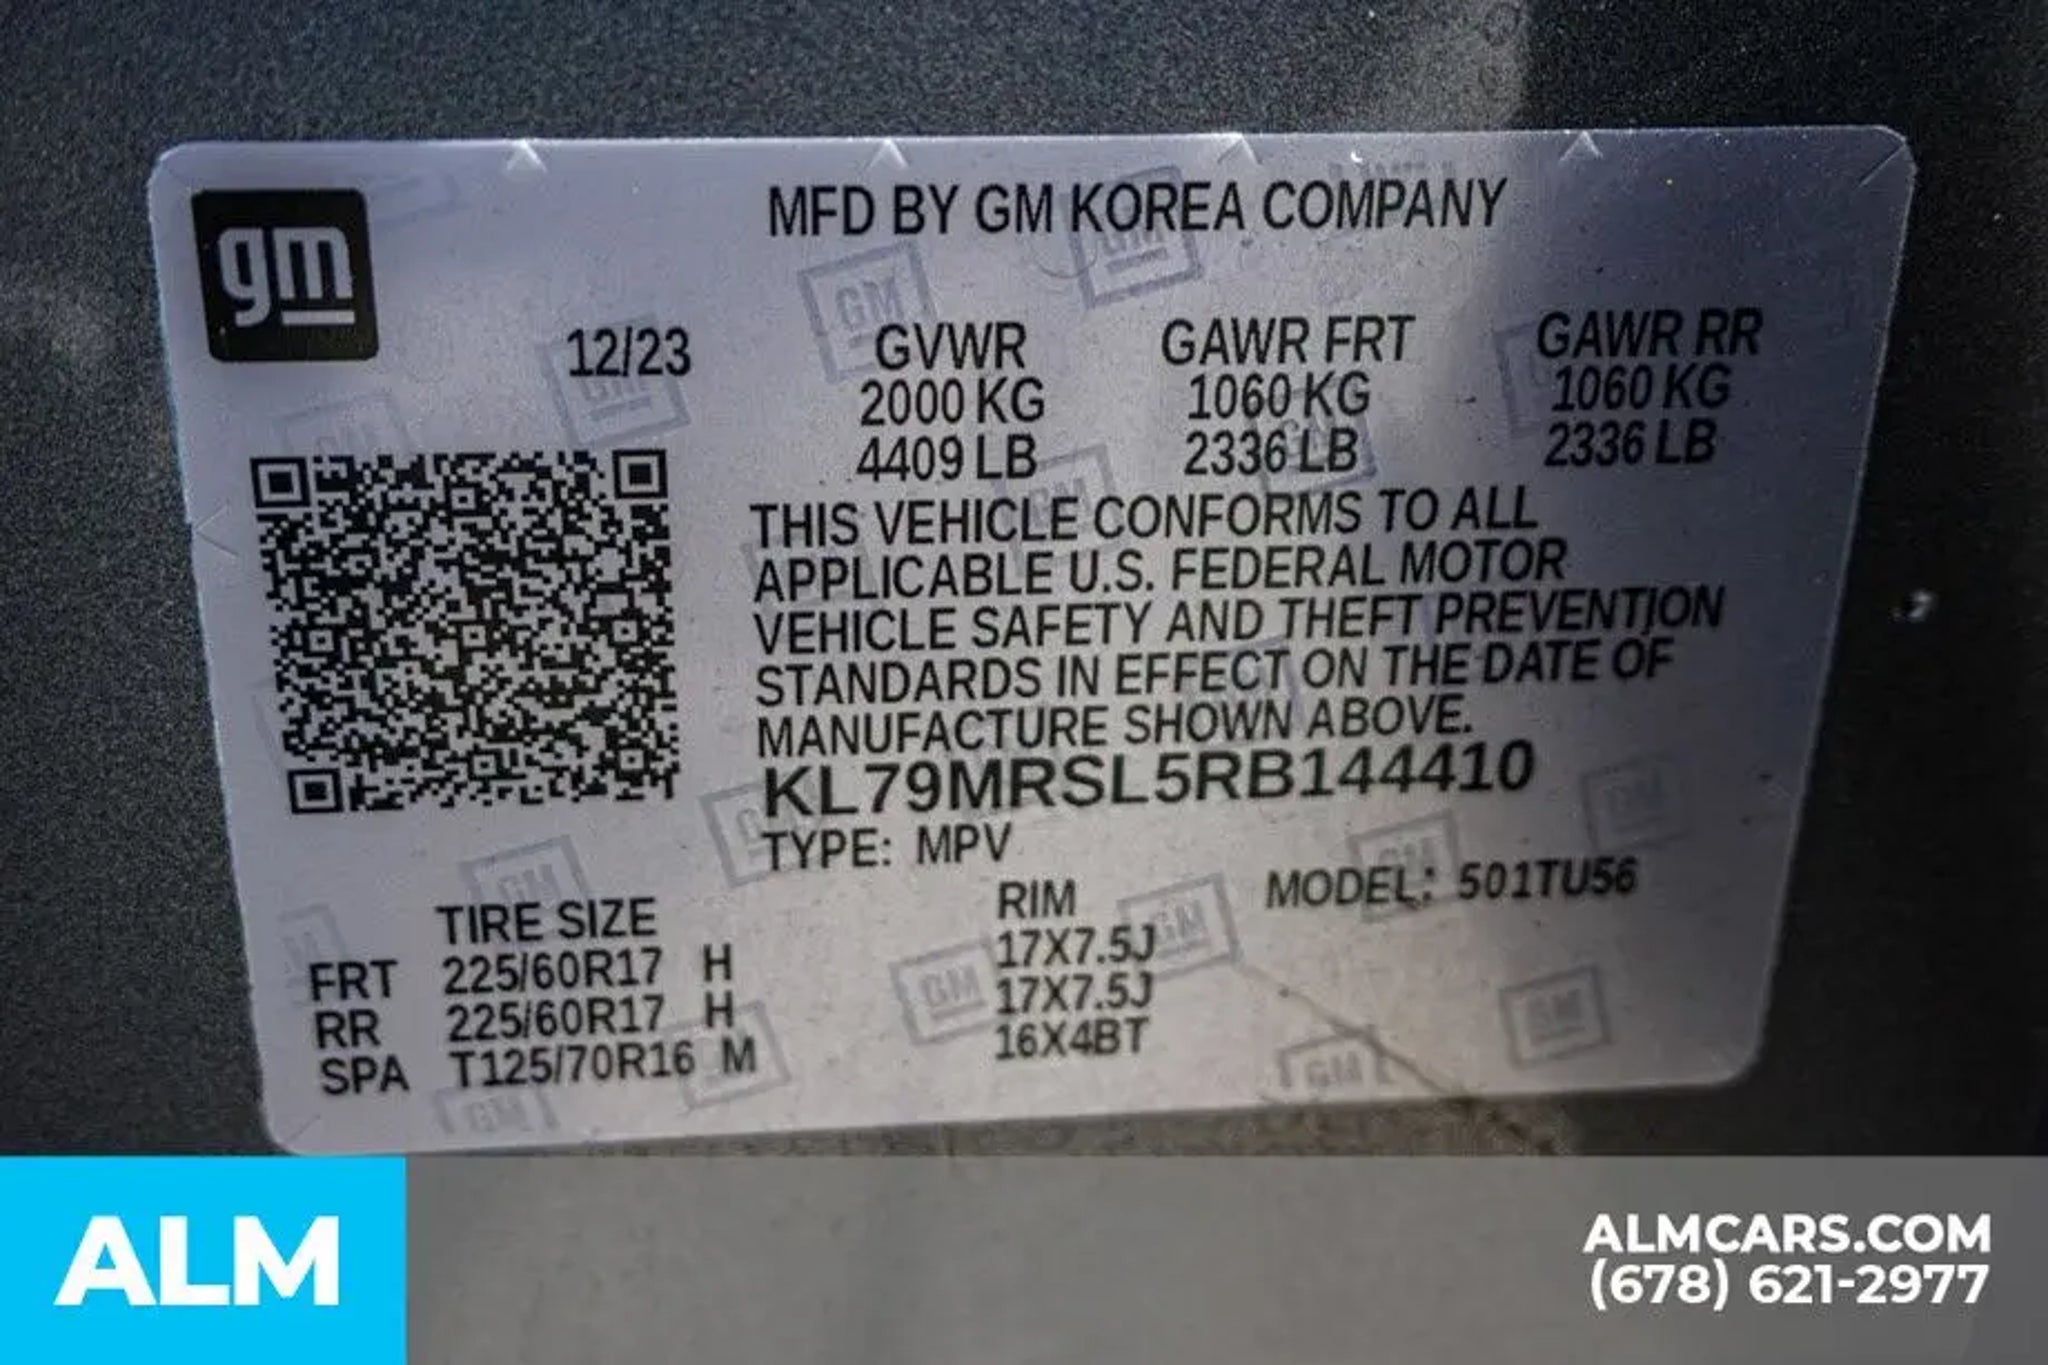 gm
MFD BY GM KOREA COMPANY
12/23
GVWR GAWR FRT GAWR RR
2000 KG 1060 KG 1060 KG
4409 LB 2336 LB 2336 LB
THIS VEHICLE CONFORMS TO ALL
APPLICABLE U.S. FEDERAL MOTOR
VEHICLE SAFETY AND THEFT PREVENTION
STANDARDS IN EFFECT ON THE DATE OF
MANUFACTURE SHOWN ABOVE.
KL79MRSL5RB144410
TYPE: MPV
MODEL: 501TU56
TIRE SIZE RIM
FRT 225/60R17 H 17X7.5J
RR 225/60R17 H 17X7.5J
SPA T125/70R16 M 16X4BT
ALM
ALMCARS.COM
(678) 621-2977